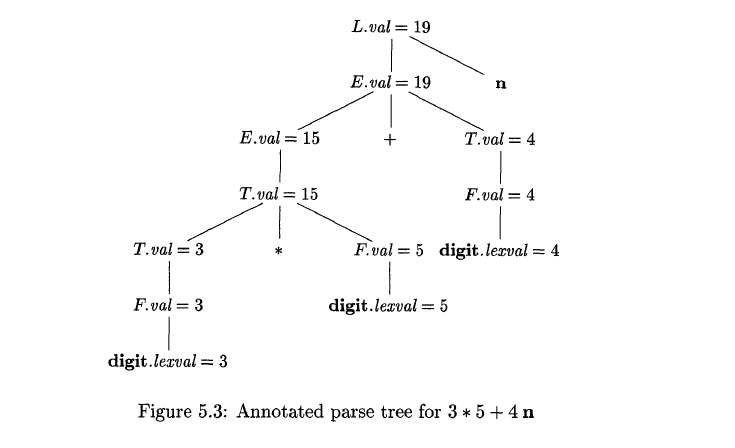 L.val = 19
E.val = 19 n
E.val = 15 + T.val = 4
T.val = 15 F.val = 4
T.val = 3 * F.val = 5 digit.lexval = 4
F.val = 3 digit.lexval = 5
digit.lexval = 3
Figure 5.3: Annotated parse tree for 3 * 5 + 4 n